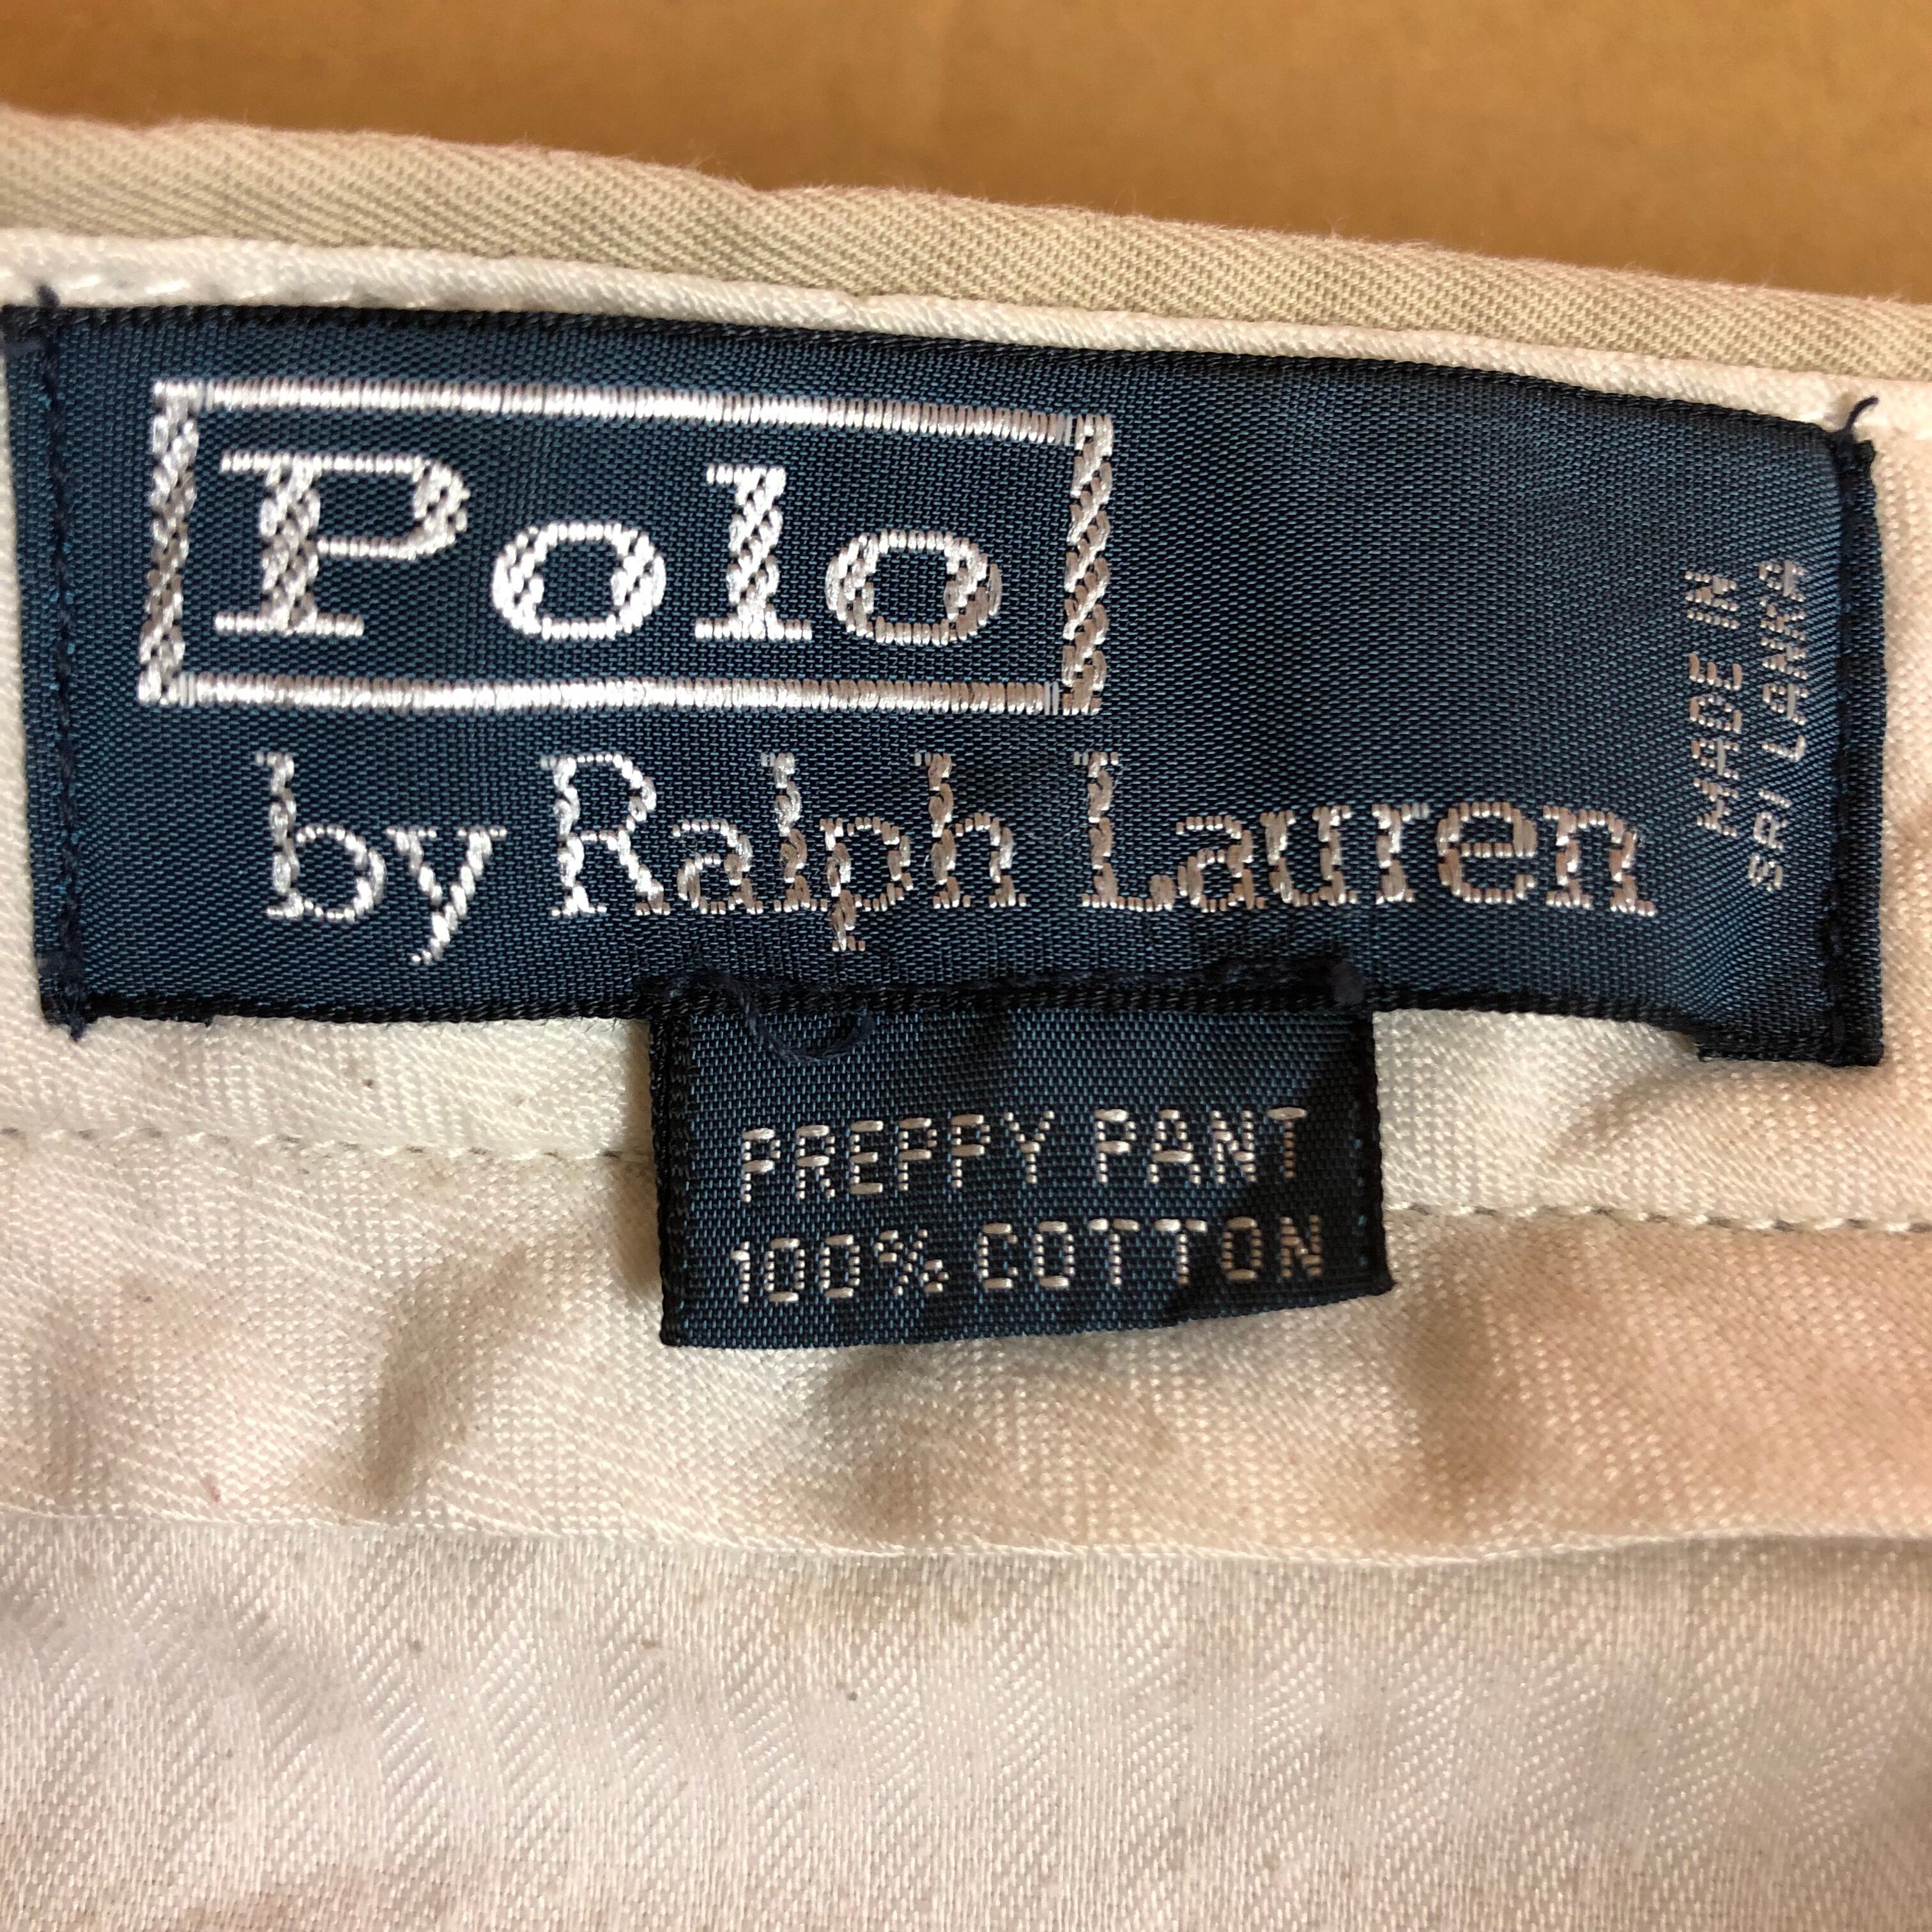 Polo
by Ralph Lauren
MADE IN
SRI LANKA
PREPPY PANT
100% COTTON